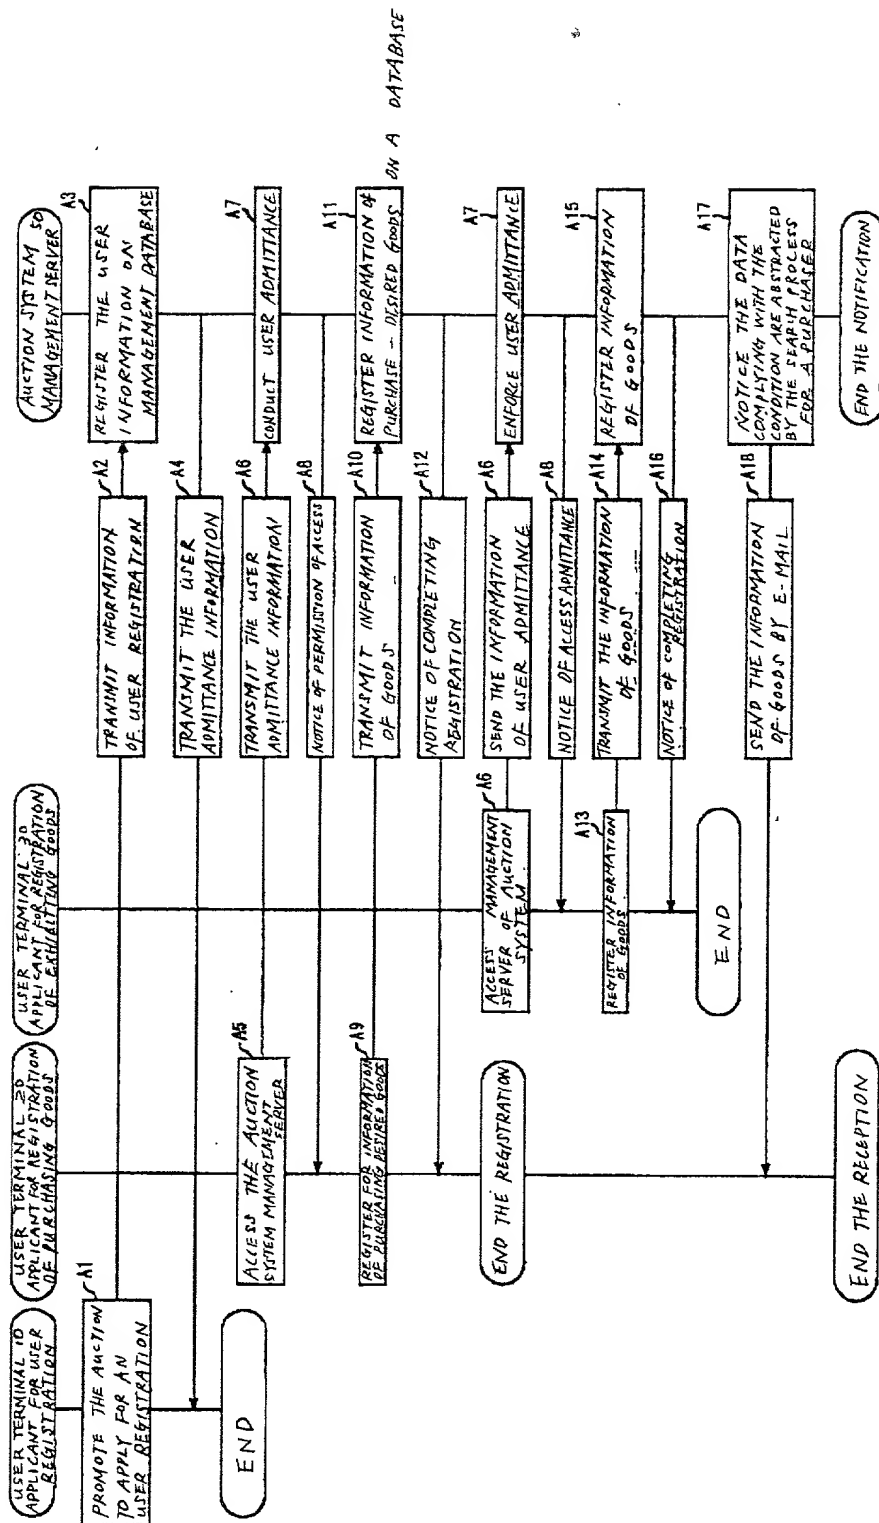 USER TERMINAL 10
APPLICANT FOR USER
REGISTRATION
A1
PROMOTE THE AUCTION
TO APPLY FOR AN
USER REGISTRATION
END
USER TERMINAL 20
APPLICANT FOR REGISTRATION
OF PURCHASING GOODS
A5
ACCESS THE AUCTION
SYSTEM MANAGEMENT
SERVER
A9
REGISTER FOR INFORMATION
OF PURCHASING DESIRED GOODS
END THE REGISTRATION
END THE RECEPTION
USER TERMINAL 30
APPLICANT FOR REGISTRATION
OF EXHIBITTING GOODS
A6
ACCESS MANAGEMENT
SERVER OF AUCTION
SYSTEM
A13
REGISTER INFORMATION
OF GOODS
END
A2
TRANSMIT INFORMATION
OF USER REGISTRATION
A4
TRANSMIT THE USER
ADMITTANCE INFORMATION
A6
TRANSMIT THE USER
ADMITTANCE INFORMATION
A8
NOTICE OF PERMISSION OF ACCESS
A10
TRANSMIT INFORMATION
OF GOODS
A12
NOTICE OF COMPLETING
REGISTRATION
A6
SEND THE INFORMATION
OF USER ADMITTANCE
A8
NOTICE OF ACCESS ADMITTANCE
A14
TRANSMIT THE INFORMATION
OF GOODS
A16
NOTICE OF COMPLETING
REGISTRATION
A18
SEND THE INFORMATION
OF GOODS BY E-MAIL
AUCTION SYSTEM 50
MANAGEMENT SERVER
A3
REGISTER THE USER
INFORMATION ON
MANAGEMENT DATABASE
A7
CONDUCT USER ADMITTANCE
A11
REGISTER INFORMATION OF
PURCHASE - DESIRED GOODS ON A DATABASE
A7
ENFORCE USER ADMITTANCE
A15
REGISTER INFORMATION
OF GOODS
A17
NOTICE THE DATA
COMPLYING WITH THE
CONDITION ARE ABSTRACTED
BY THE SEARCH PROCESS
FOR A PURCHASER
END THE NOTIFICATION